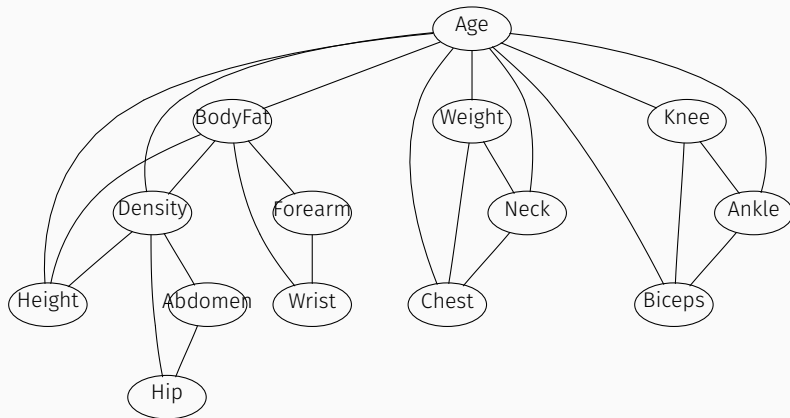 Age
BodyFat
Weight
Knee
Density
Forearm
Neck
Ankle
Height
Abdomen
Wrist
Chest
Biceps
Hip